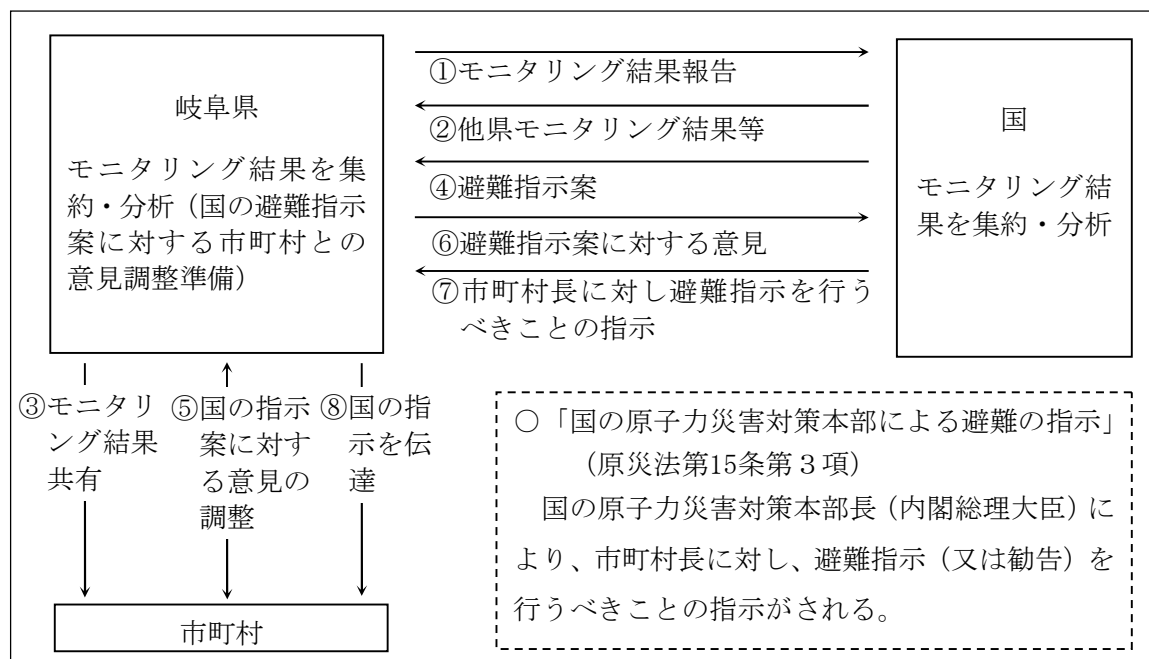 岐阜県
モニタリング結果を集
約・分析（国の避難指示
案に対する市町村との
意見調整準備）
①モニタリング結果報告
②他県モニタリング結果等
④避難指示案
⑥避難指示案に対する意見
⑦市町村長に対し避難指示を行う
べきことの指示
国
モニタリング結
果を集約・分析
③モニタリ
ング結果
共有
⑤国の指示
案に対す
る意見の
調整
⑧国の指
示を伝
達
市町村
○「国の原子力災害対策本部による避難の指示」
（原災法第15条第３項）
国の原子力災害対策本部長（内閣総理大臣）に
より、市町村長に対し、避難指示（又は勧告）を
行うべきことの指示がされる。